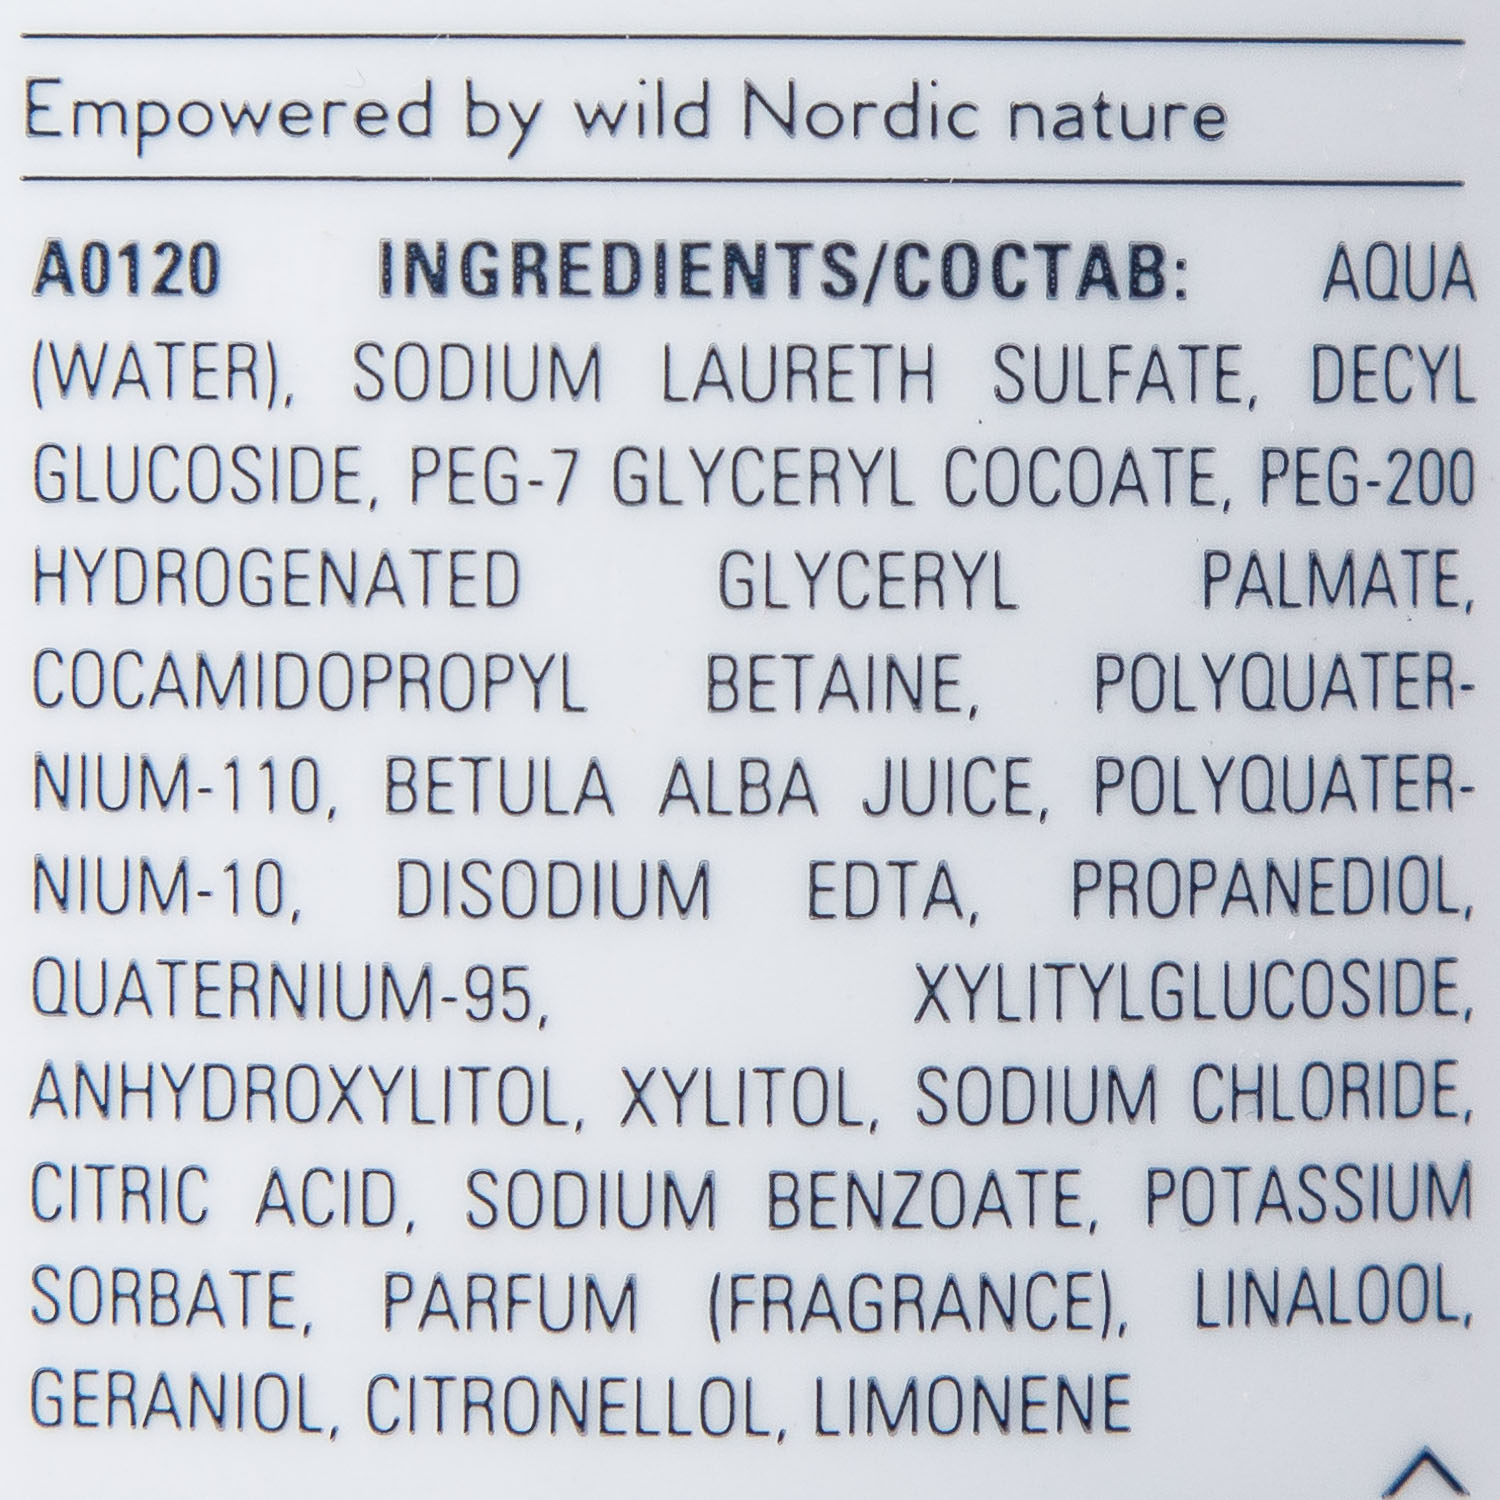 Empowered by wild Nordic nature
A0120 INGREDIENTS/СОСТАВ: AQUA
(WATER), SODIUM LAURETH SULFATE, DECYL
GLUCOSIDE, PEG-7 GLYCERYL COCOATE, PEG-200
HYDROGENATED GLYCERYL PALMATE,
COCAMIDOPROPYL BETAINE, POLYQUATER-
NIUM-110, BETULA ALBA JUICE, POLYQUATER-
NIUM-10, DISODIUM EDTA, PROPANEDIOL,
QUATERNIUM-95, XYLITYLGLUCOSIDE,
ANHYDROXYLITOL, XYLITOL, SODIUM CHLORIDE,
CITRIC ACID, SODIUM BENZOATE, POTASSIUM
SORBATE, PARFUM (FRAGRANCE), LINALOOL,
GERANIOL, CITRONELLOL, LIMONENE